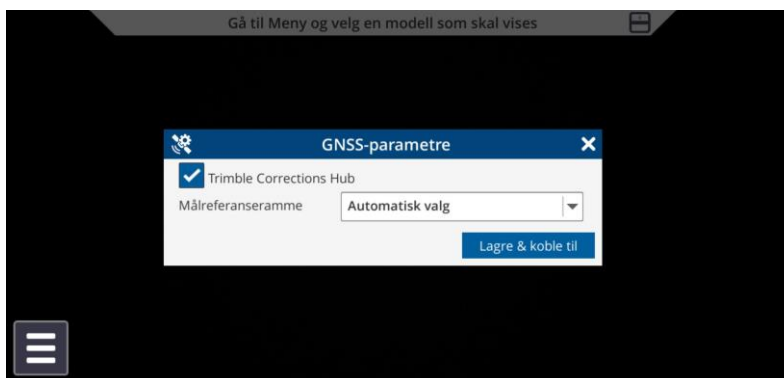 Gå til Meny og velg en modell som skal vises
GNSS-parametre
Trimble Corrections Hub
Målreferanseramme
Automatisk valg
Lagre & koble til